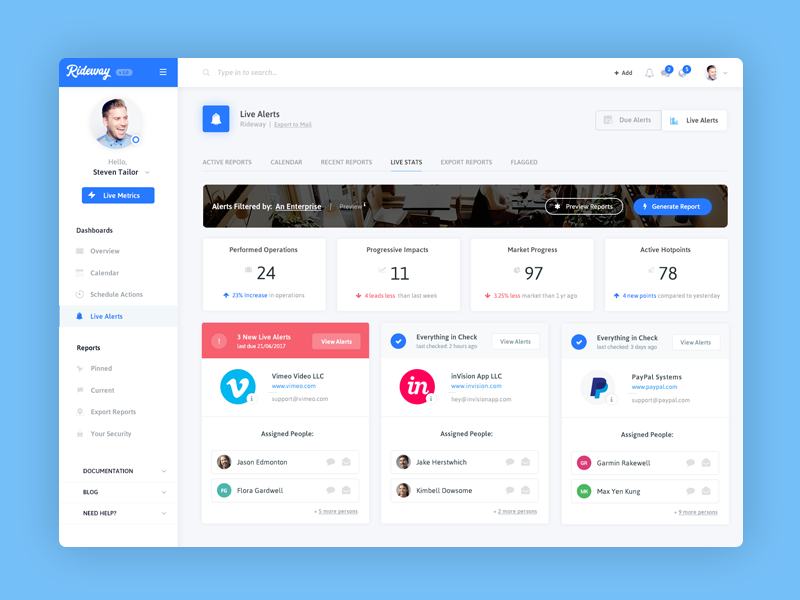 Rideway v 3.0
Type in to search...
+ Add
2
5
Hello,
Steven Tailor
Live Metrics
Dashboards
Overview
Calendar
Schedule Actions
Live Alerts
Reports
Pinned
Current
Export Reports
Your Security
DOCUMENTATION
BLOG
NEED HELP?
Live Alerts
Rideway | Export to Mail
Due Alerts
Live Alerts
ACTIVE REPORTS CALENDAR RECENT REPORTS LIVE STATS EXPORT REPORTS FLAGGED
Alerts Filtered by: An Enterprise | Preview
Preview Reports
Generate Report
Performed Operations
24
23% increase in operations
Progressive Impacts
11
4 leads less than last week
Market Progress
97
3.25% less market than 1 yr ago
Active Hotpoints
78
4 new points compared to yesterday
! 3 New Live Alerts
last due 21/06/2017
View Alerts
Vimeo Video LLC
www.vimeo.com
support@vimeo.com
Assigned People:
Jason Edmonton
FG Flora Gardwell
+ 5 more persons
Everything in Check
last checked: 2 hours ago
View Alerts
in
inVision App LLC
www.invision.com
hey@invisionapp.com
Assigned People:
Jake Herstwhich
Kimbell Dowsome
+ 2 more persons
Everything in Check
last checked: 3 days ago
View Alerts
PayPal Systems
www.paypal.com
support@paypal.com
Assigned People:
GR Garmin Rakewell
MK Max Yen Kung
+ 9 more persons